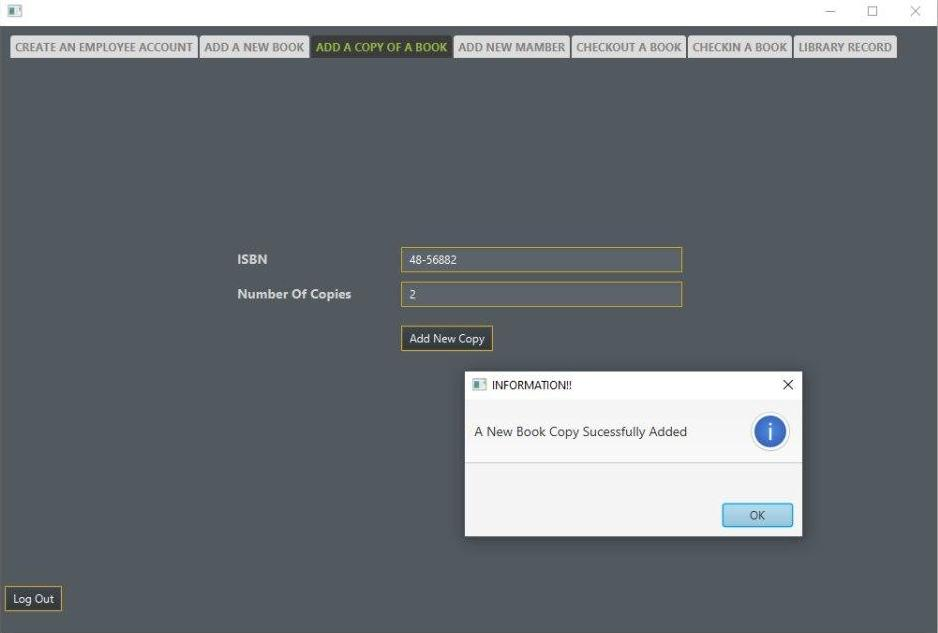 CREATE AN EMPLOYEE ACCOUNT ADD A NEW BOOK ADD A COPY OF A BOOK ADD NEW MAMBER CHECKOUT A BOOK CHECKIN A BOOK LIBRARY RECORD
ISBN 48-56882
Number Of Copies 2
Add New Copy
INFORMATION!!
A New Book Copy Sucessfully Added
OK
Log Out